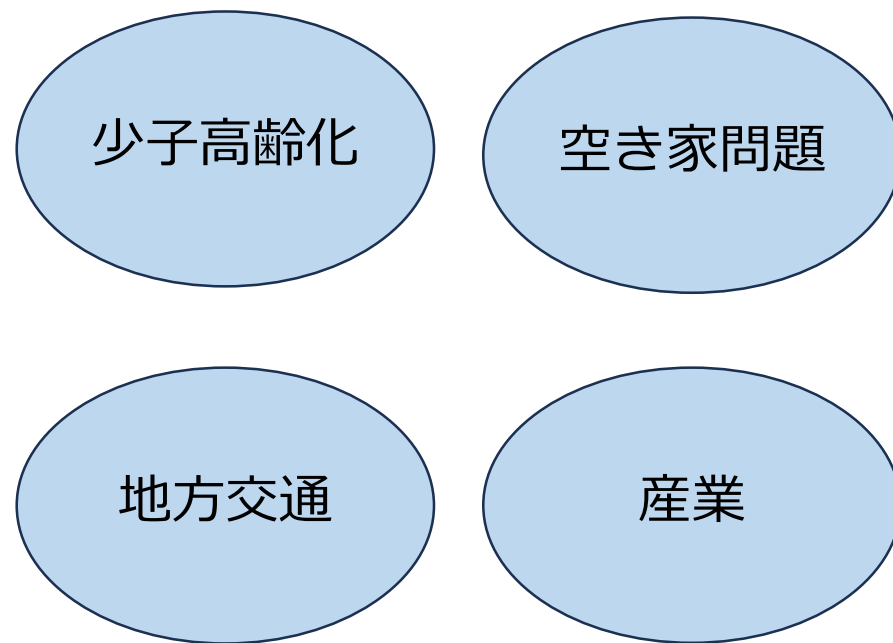 少子高齢化
空き家問題
地方交通
産業